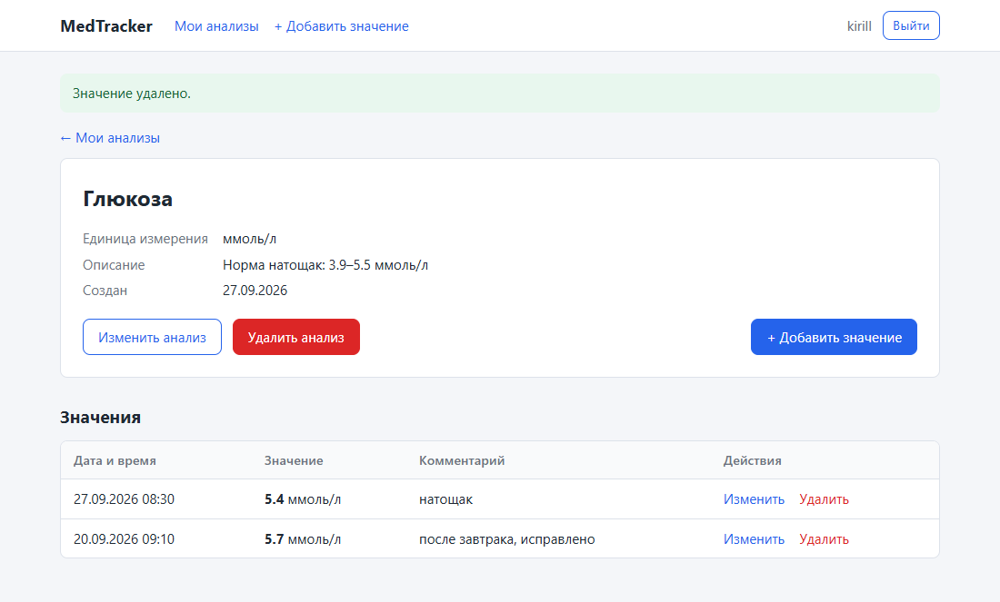 MedTracker Мои анализы + Добавить значение kirill Выйти
Значение удалено.
← Мои анализы
Глюкоза
Единица измерения ммоль/л
Описание Норма натощак: 3.9–5.5 ммоль/л
Создан 27.09.2026
Изменить анализ Удалить анализ + Добавить значение
Значения
Дата и время Значение Комментарий Действия
27.09.2026 08:30 5.4 ммоль/л натощак Изменить Удалить
20.09.2026 09:10 5.7 ммоль/л после завтрака, исправлено Изменить Удалить